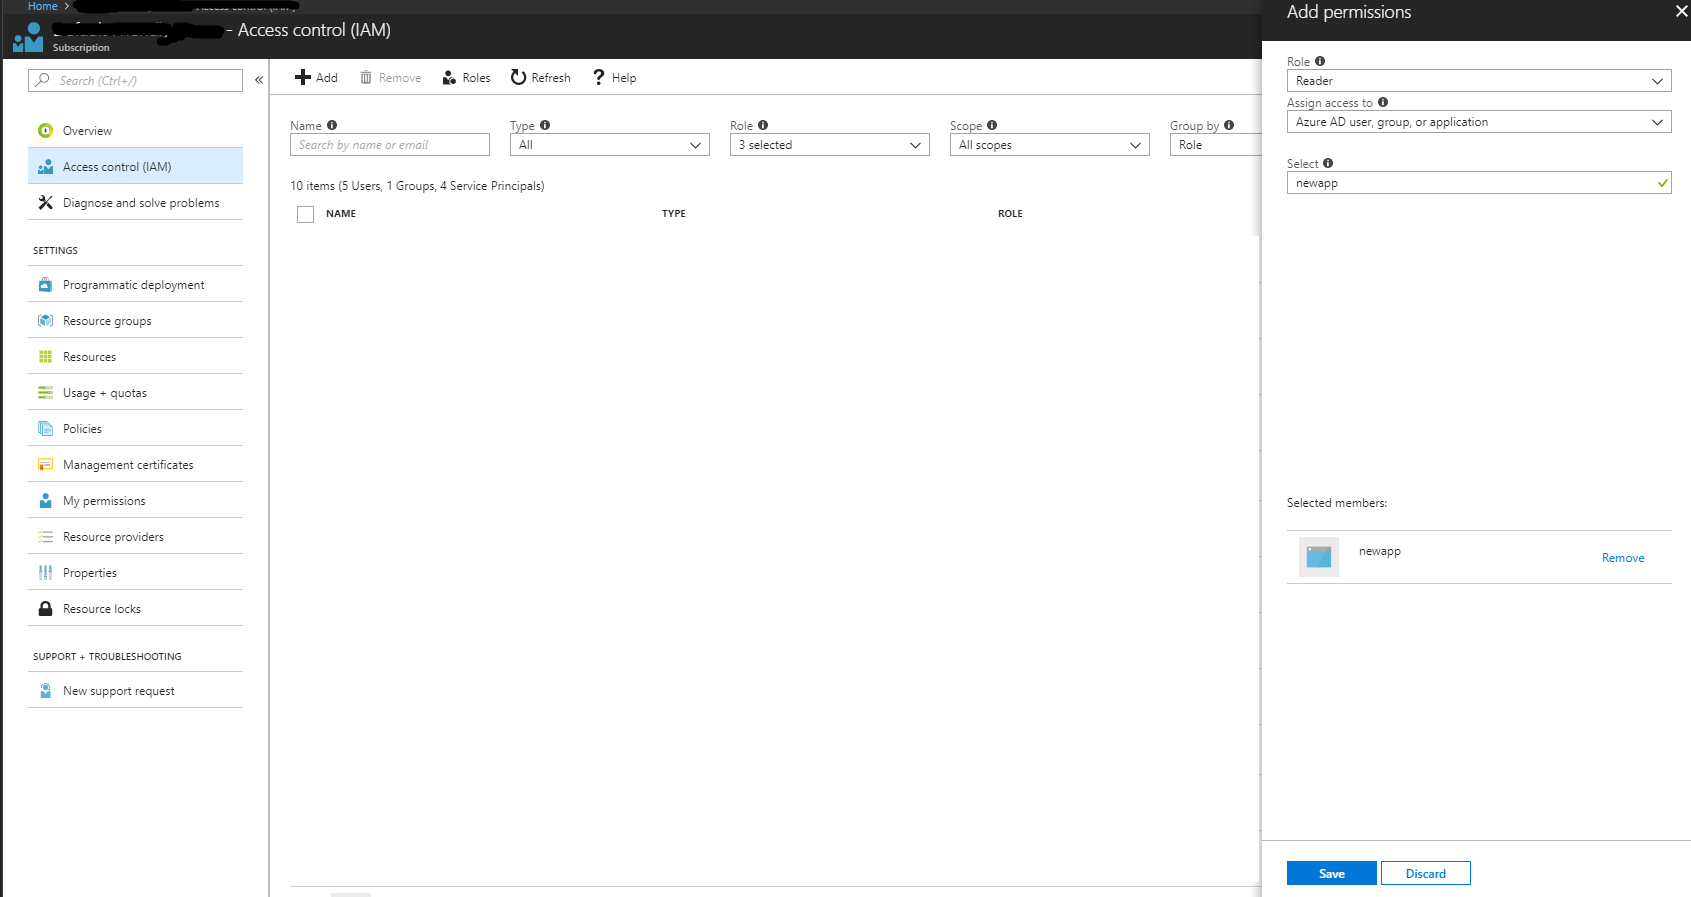 Home >
- Access control (IAM)
Subscription
Search (Ctrl+/)
«
Overview
Access control (IAM)
Diagnose and solve problems
SETTINGS
Programmatic deployment
Resource groups
Resources
Usage + quotas
Policies
Management certificates
My permissions
Resource providers
Properties
Resource locks
SUPPORT + TROUBLESHOOTING
New support request
Add Remove Roles Refresh ? Help
Name Type Role Scope Group by
Search by name or email All 3 selected All scopes Role
10 items (5 Users, 1 Groups, 4 Service Principals)
NAME TYPE ROLE
Add permissions
Role
Reader
Assign access to
Azure AD user, group, or application
Select
newapp
Selected members:
newapp
Remove
Save Discard